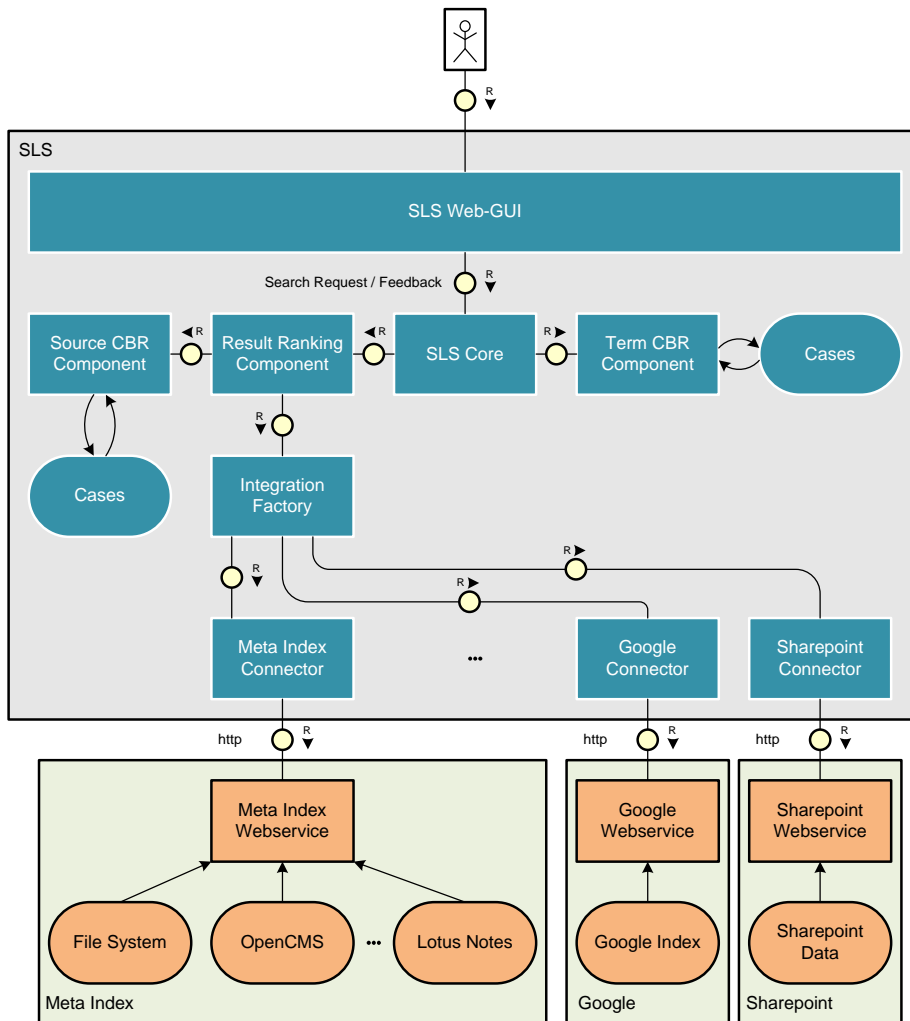 R
SLS
SLS Web-GUI
Search Request / Feedback
R
Source CBR
Component
R
Result Ranking
Component
R
SLS Core
R
Term CBR
Component
Cases
R
Cases
Integration
Factory
R
R
R
Meta Index
Connector
...
Google
Connector
Sharepoint
Connector
http
R
http
R
http
R
Meta Index
Webservice
Google
Webservice
Sharepoint
Webservice
File System
OpenCMS
...
Lotus Notes
Google Index
Sharepoint
Data
Meta Index
Google
Sharepoint